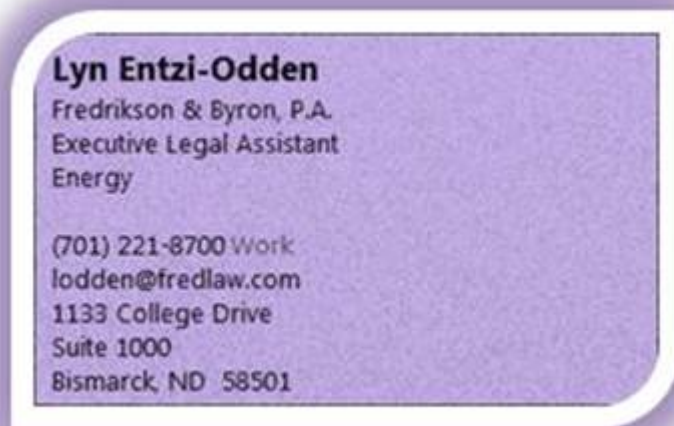 Lyn Entzi-Odden
Fredrikson & Byron, P.A.
Executive Legal Assistant
Energy
(701) 221-8700 Work
lodden@fredlaw.com
1133 College Drive
Suite 1000
Bismarck, ND 58501